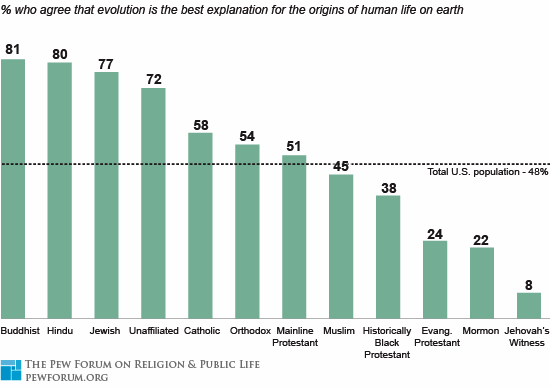 % who agree that evolution is the best explanation for the origins of human life on earth
81
80
77
72
58
54
51
45
38
24
22
8
Total U.S. population - 48%
Buddhist
Hindu
Jewish
Unaffiliated
Catholic
Orthodox
Mainline
Protestant
Muslim
Historically
Black
Protestant
Evang.
Protestant
Mormon
Jehovah's
Witness
THE PEW FORUM ON RELIGION & PUBLIC LIFE
PEWFORUM.ORG